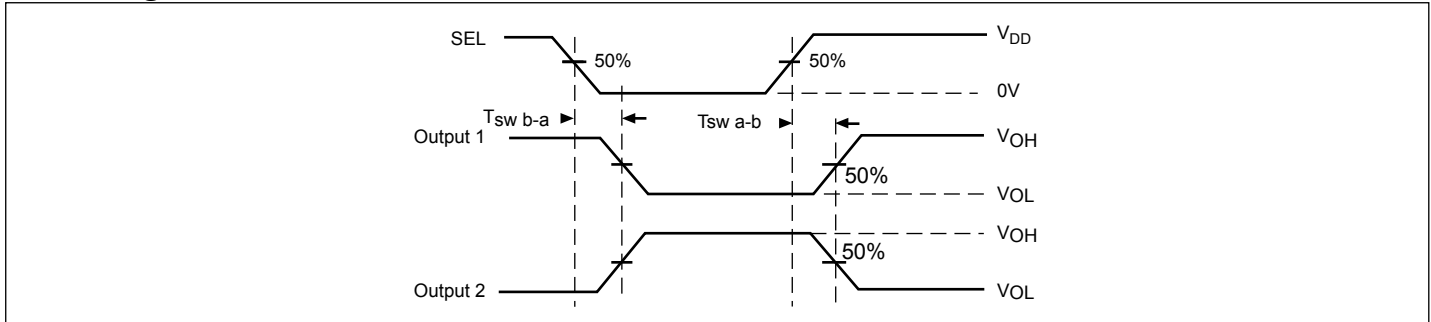 SEL
50%
50%
VDD
0V
Tsw b-a
Tsw a-b
Output 1
VOH
50%
VOL
VOH
50%
Output 2
VOL